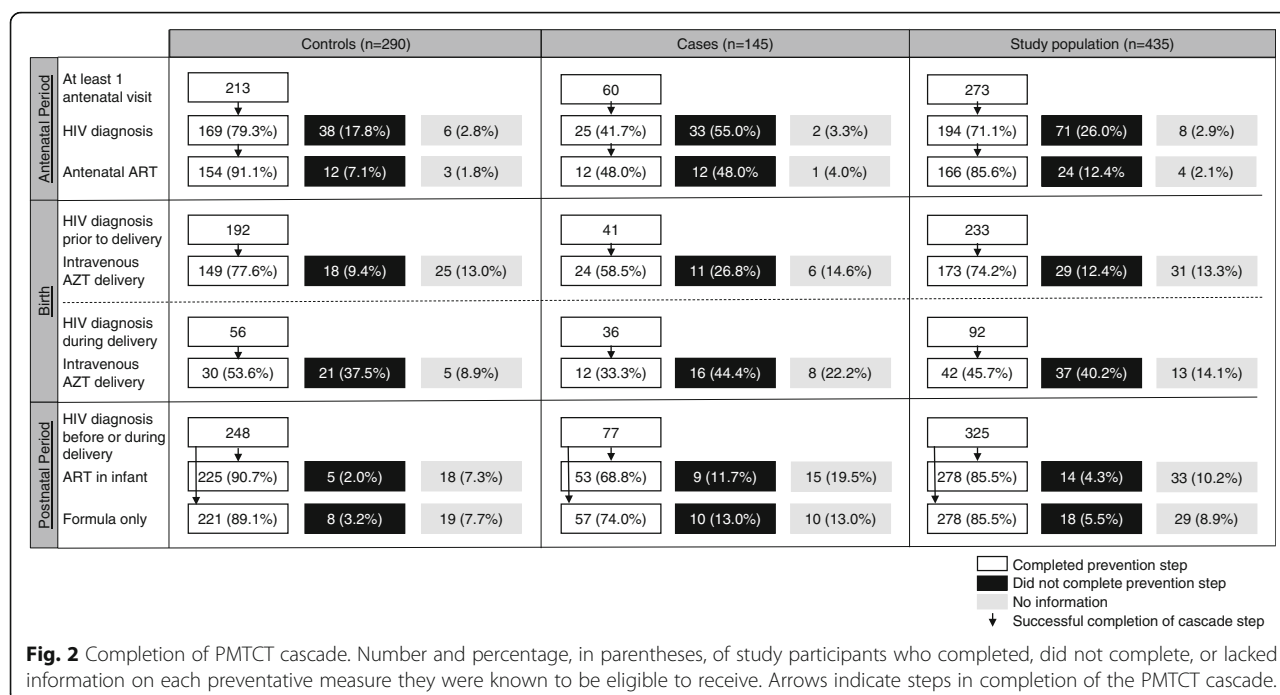 Controls (n=290) Cases (n=145) Study population (n=435)
Antenatal Period
At least 1
antenatal visit
213 60 273
HIV diagnosis 169 (79.3%) 38 (17.8%) 6 (2.8%) 25 (41.7%) 33 (55.0%) 2 (3.3%) 194 (71.1%) 71 (26.0%) 8 (2.9%)
Antenatal ART 154 (91.1%) 12 (7.1%) 3 (1.8%) 12 (48.0%) 12 (48.0% 1 (4.0%) 166 (85.6%) 24 (12.4% 4 (2.1%)
Birth
HIV diagnosis
prior to delivery
192 41 233
Intravenous
AZT delivery
149 (77.6%) 18 (9.4%) 25 (13.0%) 24 (58.5%) 11 (26.8%) 6 (14.6%) 173 (74.2%) 29 (12.4%) 31 (13.3%)
HIV diagnosis
during delivery
56 36 92
Intravenous
AZT delivery
30 (53.6%) 21 (37.5%) 5 (8.9%) 12 (33.3%) 16 (44.4%) 8 (22.2%) 42 (45.7%) 37 (40.2%) 13 (14.1%)
Postnatal Period
HIV diagnosis
before or during
delivery
248 77 325
ART in infant 225 (90.7%) 5 (2.0%) 18 (7.3%) 53 (68.8%) 9 (11.7%) 15 (19.5%) 278 (85.5%) 14 (4.3%) 33 (10.2%)
Formula only 221 (89.1%) 8 (3.2%) 19 (7.7%) 57 (74.0%) 10 (13.0%) 10 (13.0%) 278 (85.5%) 18 (5.5%) 29 (8.9%)
Completed prevention step
Did not complete prevention step
No information
Successful completion of cascade step
Fig. 2 Completion of PMTCT cascade. Number and percentage, in parentheses, of study participants who completed, did not complete, or lacked
information on each preventative measure they were known to be eligible to receive. Arrows indicate steps in completion of the PMTCT cascade.